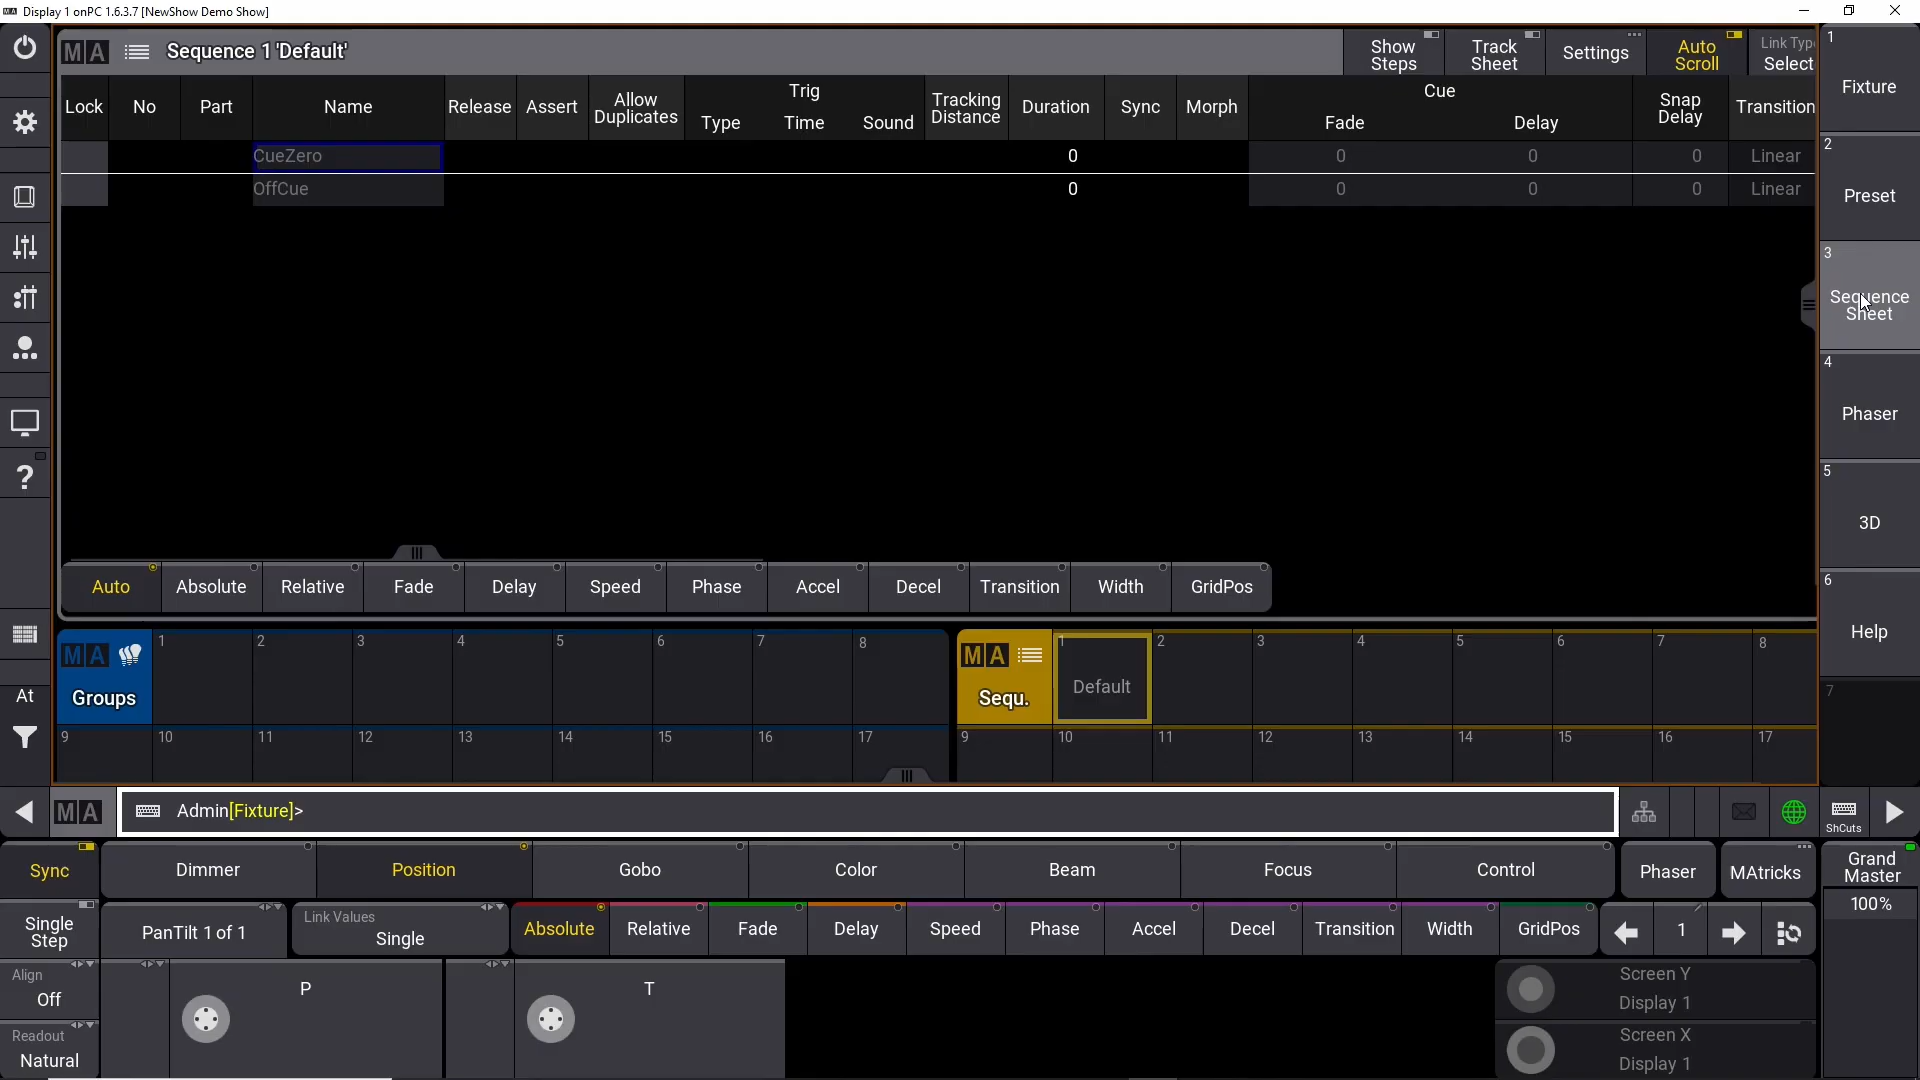 Display 1 onPC 1.6.3.7 [NewShow Demo Show]
MA Sequence 1 'Default'
Show Steps
Track Sheet
Settings
Auto Scroll
Link Typ
Select
Lock
No
Part
Name
Release
Assert
Allow Duplicates
Trig
Type
Time
Sound
Tracking Distance
Duration
Sync
Morph
Cue
Fade
Delay
Snap Delay
Transition
CueZero 0 0 0 0 Linear
OffCue 0 0 0 0 Linear
1 Fixture
2 Preset
3 Sequence Sheet
4 Phaser
5 3D
6 Help
7
?
At
Auto Absolute Relative Fade Delay Speed Phase Accel Decel Transition Width GridPos
MA Groups 1 2 3 4 5 6 7 8
9 10 11 12 13 14 15 16 17
MA Sequ. 1 Default 2 3 4 5 6 7 8
9 10 11 12 13 14 15 16 17
MA Admin[Fixture]>
ShCuts
Sync Dimmer Position Gobo Color Beam Focus Control Phaser MAtricks
Grand Master
100%
Single Step
PanTilt 1 of 1
Link Values
Single
Absolute Relative Fade Delay Speed Phase Accel Decel Transition Width GridPos 1
Align
Off
P
T
Screen Y
Display 1
Readout
Natural
Screen X
Display 1